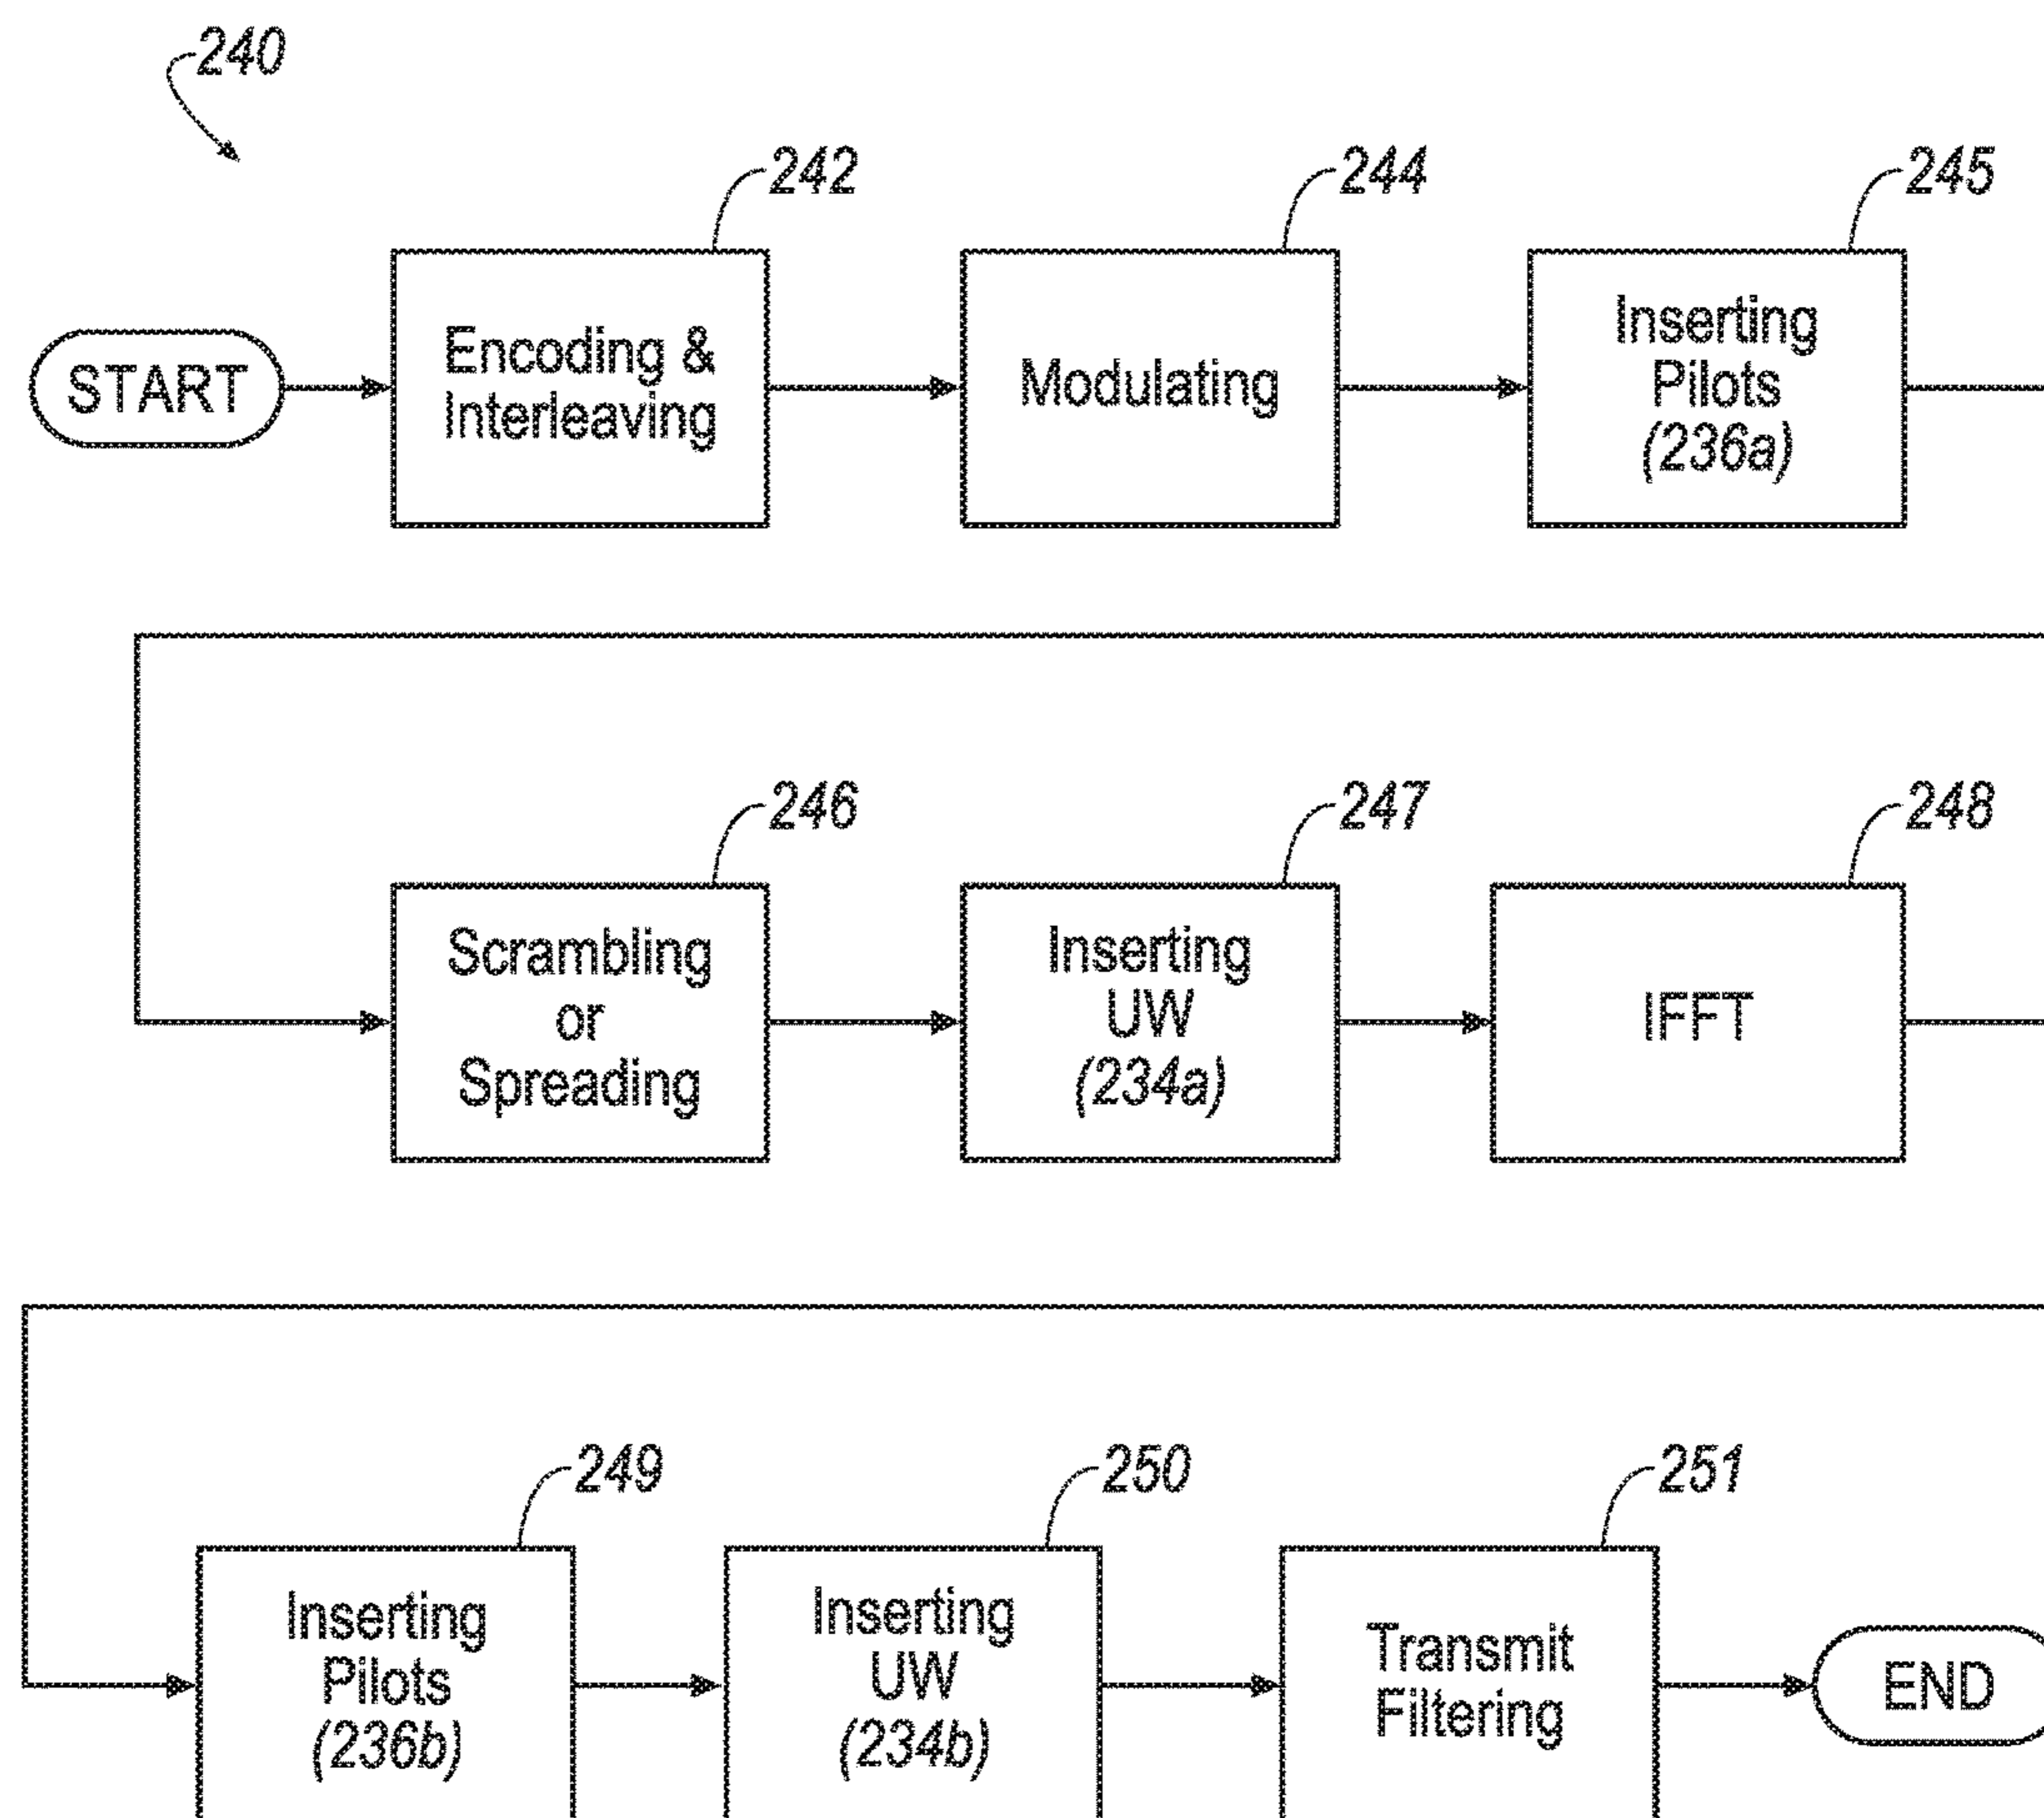 240
242
244
245
START
Encoding &
Interleaving
Modulating
Inserting
Pilots
(236a)
246
247
248
Scrambling
or
Spreading
Inserting
UW
(234a)
IFFT
249
250
251
Inserting
Pilots
(236b)
Inserting
UW
(234b)
Transmit
Filtering
END